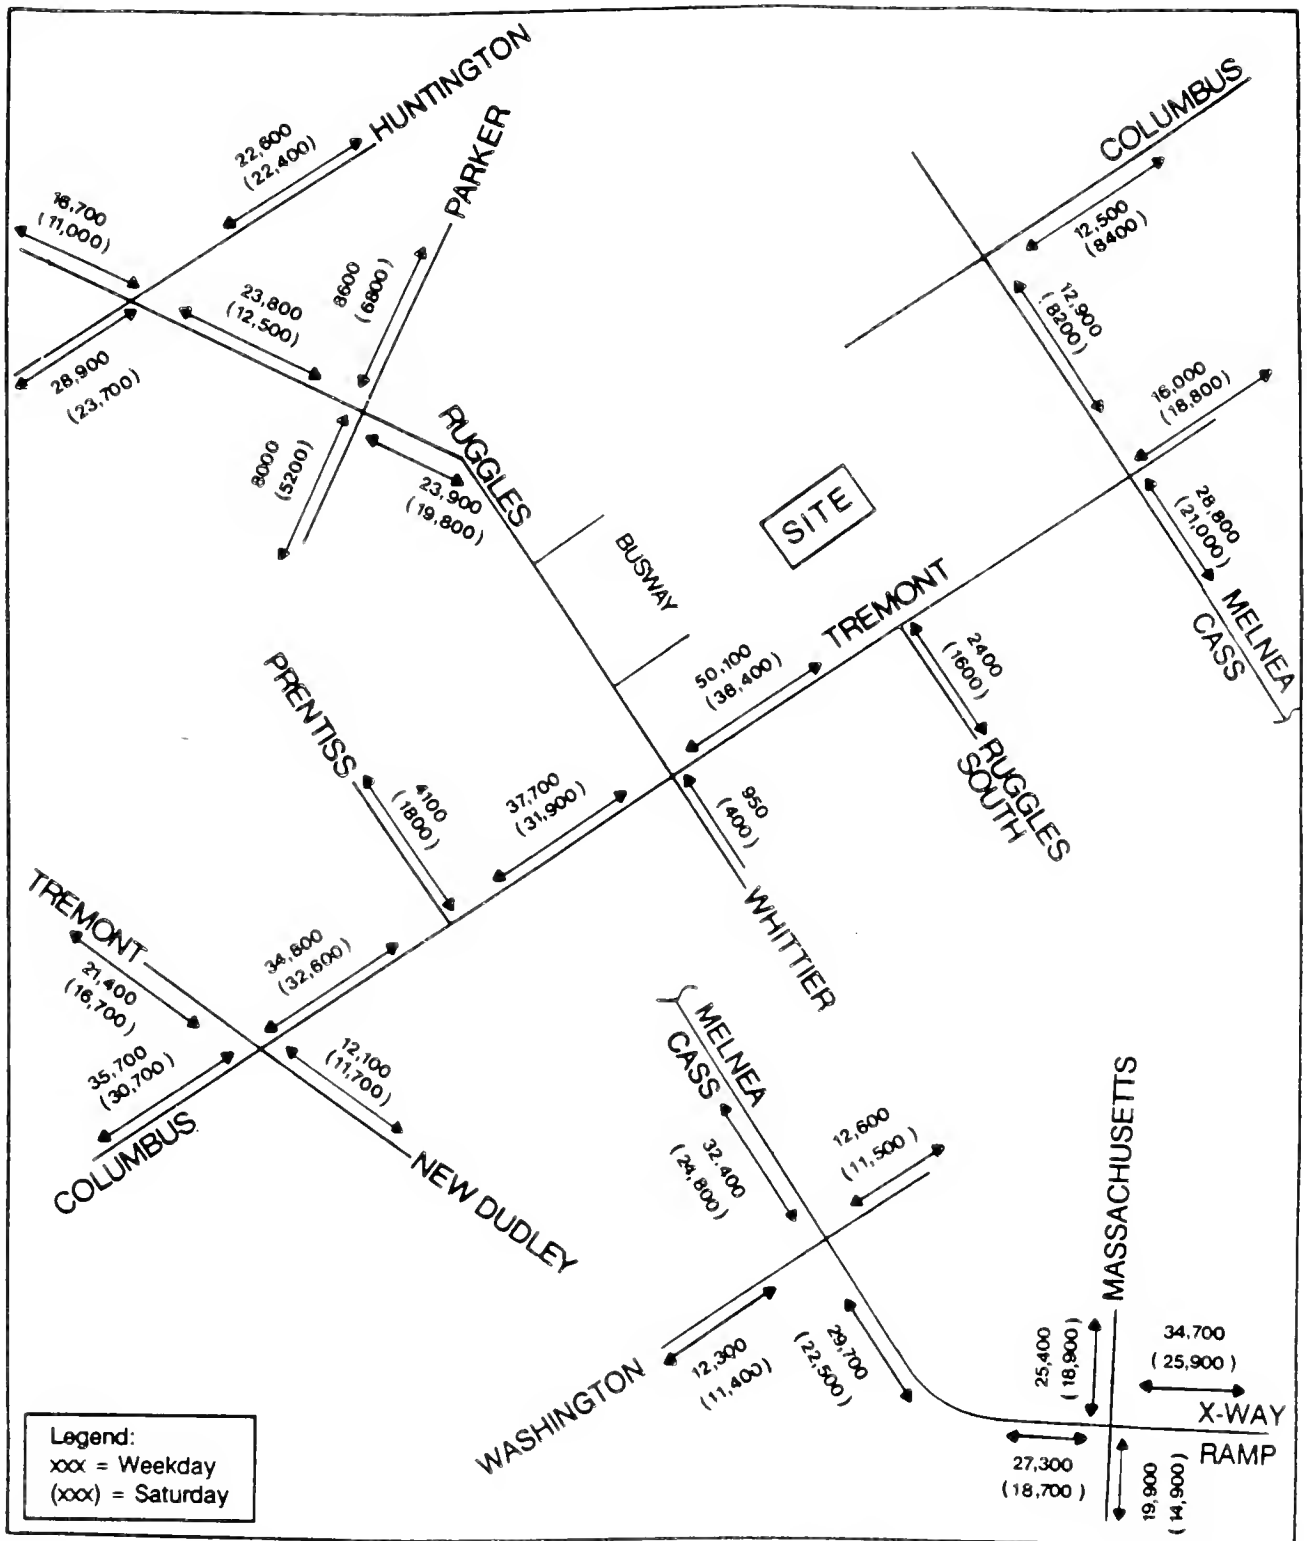 HUNTINGTON
22,600
(22,400)
PARKER
COLUMBUS
16,700
(11,000)
12,500
(8400)
8600
(6800)
23,800
(12,500)
12,900
(8200)
28,900
(23,700)
16,000
(18,800)
RUGGLES
8000
(5200)
23,900
(19,800)
SITE
28,800
(21,000)
BUSWAY
TREMONT
MELNEA
CASS
2400
(1600)
50,100
(38,400)
PRENTISS
RUGGLES
SOUTH
4100
(1800)
37,700
(31,900)
950
(400)
WHITTIER
TREMONT
34,600
(32,600)
21,400
(16,700)
35,700
(30,700)
12,100
(11,700)
MELNEA
CASS
COLUMBUS
NEW DUDLEY
32,400
(24,800)
12,600
(11,500)
MASSACHUSETTS
12,300
(11,400)
29,700
(22,500)
WASHINGTON
25,400
(18,900)
34,700
(25,900)
X-WAY
RAMP
27,300
(18,700)
19,900
(14,900)
Legend:
xxx = Weekday
(xxx) = Saturday